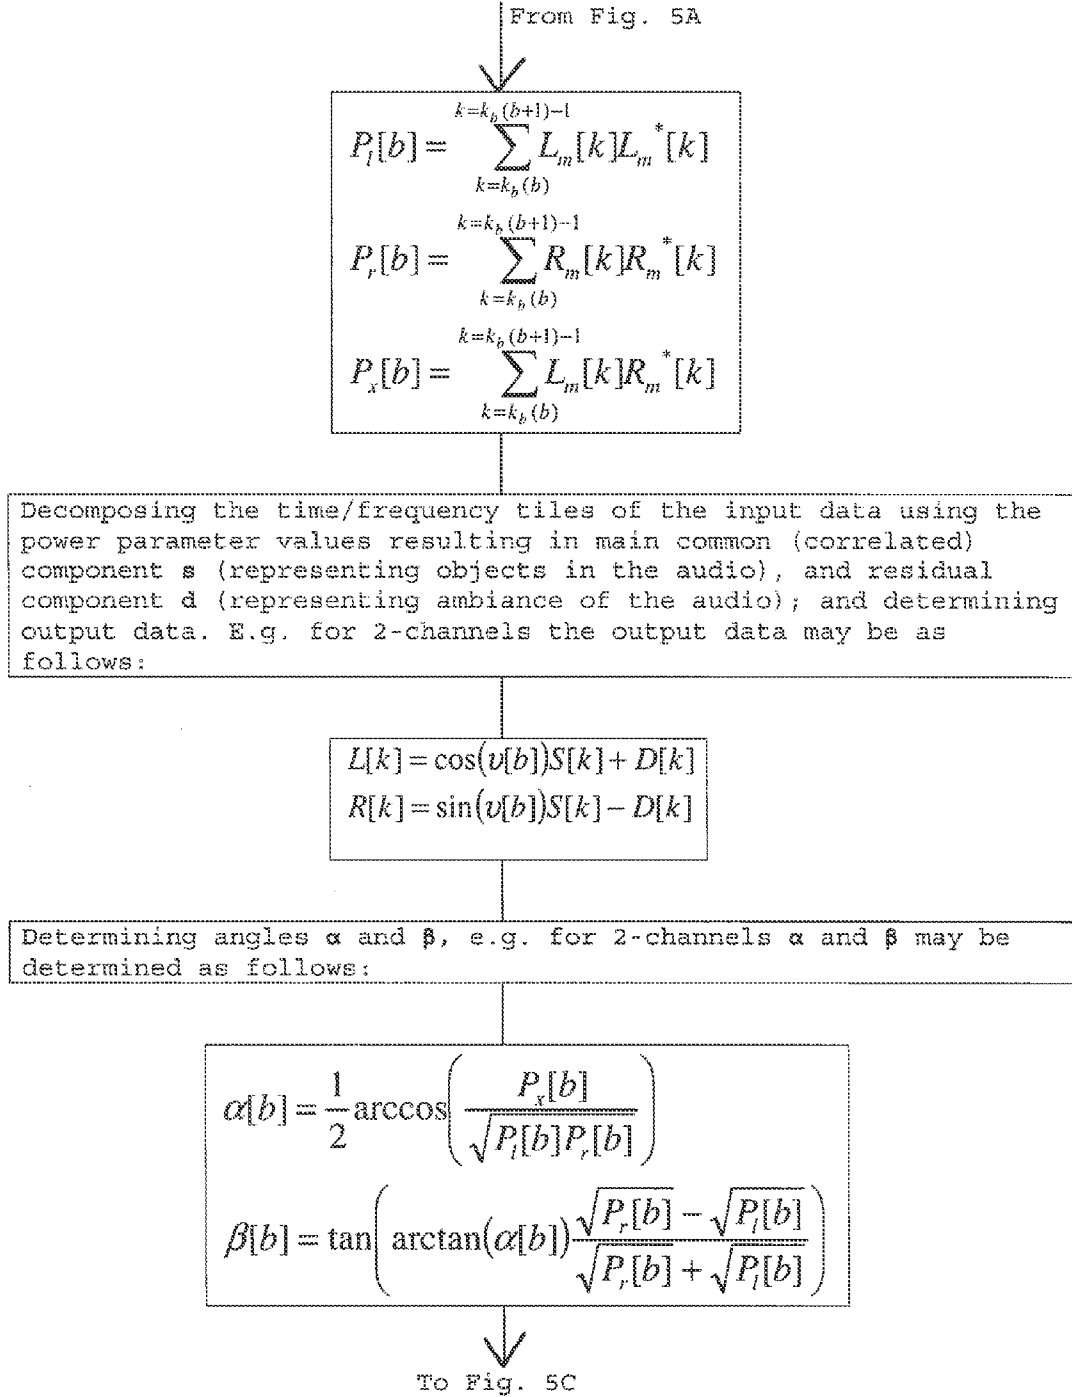 From Fig. 5A
k=k_b(b+1)−1
P_l[b] = ∑ L_m[k]L_m*[k]
k=k_b(b)
k=k_b(b+1)−1
P_r[b] = ∑ R_m[k]R_m*[k]
k=k_b(b)
k=k_b(b+1)−1
P_x[b] = ∑ L_m[k]R_m*[k]
k=k_b(b)
Decomposing the time/frequency tiles of the input data using the
power parameter values resulting in main common (correlated)
component s (representing objects in the audio), and residual
component d (representing ambiance of the audio); and determining
output data. E.g. for 2-channels the output data may be as
follows:
L[k] = cos(υ[b])S[k] + D[k]
R[k] = sin(υ[b])S[k] − D[k]
Determining angles α and β, e.g. for 2-channels α and β may be
determined as follows:
α[b] = 1/2 arccos(P_x[b] / √(P_l[b]P_r[b]))
β[b] = tan(arctan(α[b]) (√P_r[b] − √P_l[b]) / (√P_r[b] + √P_l[b]))
To Fig. 5C